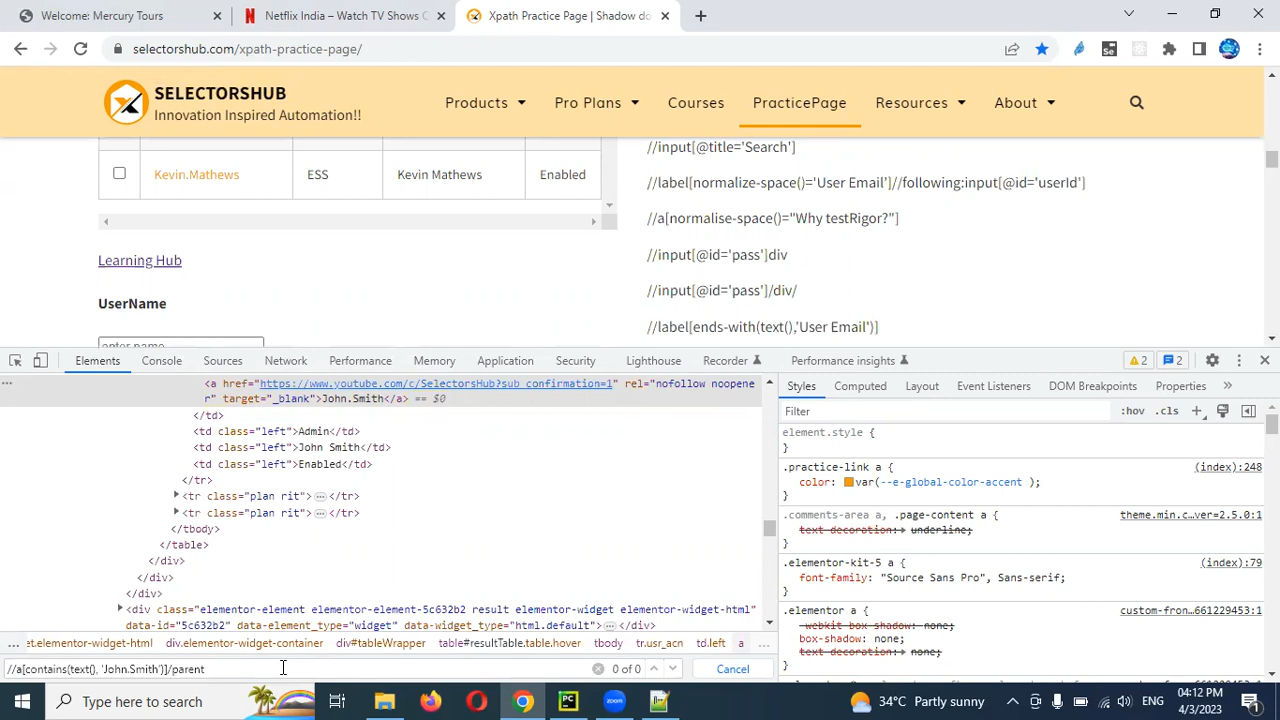 Welcome: Mercury Tours
Netflix India – Watch TV Shows O
Xpath Practice Page | Shadow do
selectorshub.com/xpath-practice-page/
SELECTORSHUB
Innovation Inspired Automation!!
Products
Pro Plans
Courses
PracticePage
Resources
About
Kevin.Mathews
ESS
Kevin Mathews
Enabled
Learning Hub
UserName
enter name
//input[@title='Search']
//label[normalize-space()='User Email']//following:input[@id='userId']
//a[normalise-space()="Why testRigor?"]
//input[@id='pass']div
//input[@id='pass']/div/
//label[ends-with(text(),'User Email')]
Elements
Console
Sources
Network
Performance
Memory
Application
Security
Lighthouse
Recorder
Performance insights
2
2
<a href="https://www.youtube.com/c/SelectorsHub?sub_confirmation=1" rel="nofollow noopene
r" target="_blank">John.Smith</a> == $0
</td>
<td class="left">Admin</td>
<td class="left">John Smith</td>
<td class="left">Enabled</td>
</tr>
<tr class="plan rit">…</tr>
<tr class="plan rit">…</tr>
</tbody>
</table>
</div>
</div>
</div>
<div class="elementor-element elementor-element-5c632b2 result elementor-widget elementor-widget-html"
data-id="5c632b2" data-element_type="widget" data-widget_type="html.default">…</div>
... et.elementor-widget-html
div.elementor-widget-container
div#tableWrapper
table#resultTable.table.hover
tbody
tr.usr_acn
td.left
a
...
//a[contains(text(), 'John.Smith')]/parent
0 of 0
Cancel
Styles
Computed
Layout
Event Listeners
DOM Breakpoints
Properties
Filter
:hov
.cls
element.style {
}
.practice-link a {
(index):248
color: var(--e-global-color-accent );
}
.comments-area a, .page-content a {
theme.min.c…ver=2.5.0:1
text-decoration: underline;
}
.elementor-kit-5 a {
(index):79
font-family: "Source Sans Pro", Sans-serif;
}
.elementor a {
custom-fron…661229453:1
-webkit-box-shadow: none;
box-shadow: none;
text-decoration: none;
Type here to search
34°C Partly sunny
ENG
04:12 PM
4/3/2023